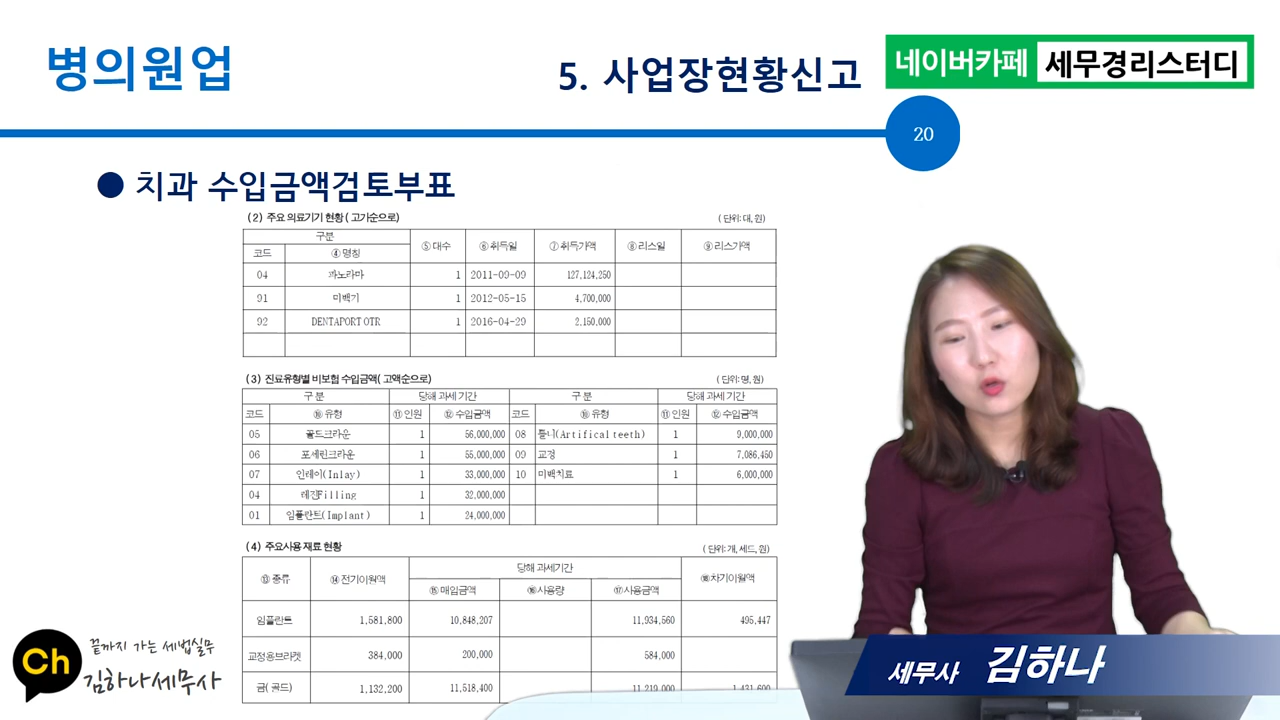 병의원업
5. 사업장현황신고
네이버카페 세무경리스터디
20
● 치과 수입금액검토부표
(2) 주요 의료기기 현황 ( 고가순으로) ( 단위: 대, 원)
구분 ⑤ 대수 ⑥ 취득일 ⑦ 취득가액 ⑧ 리스일 ⑨ 리스가액
코드 ④ 명칭
04 파노라마 1 2011-09-09 127,124,250
91 미백기 1 2012-05-15 4,700,000
92 DENTAPORT OTR 1 2016-04-29 2,150,000
(3) 진료유형별 비보험 수입금액( 고액순으로) ( 단위: 명, 원)
구 분 당해 과세 기간 구 분 당해 과세 기간
코드 ⑩ 유형 ⑪ 인원 ⑫ 수입금액 코드 ⑩ 유형 ⑪ 인원 ⑫ 수입금액
05 골드크라운 1 56,000,000 08 틀니(Artifical teeth) 1 9,000,000
06 포세린크라운 1 55,000,000 09 교정 1 7,086,450
07 인레이(Inlay) 1 33,000,000 10 미백치료 1 6,000,000
04 레진Filling 1 32,000,000
01 임플란트(Implant) 1 24,000,000
(4) 주요사용 재료 현황 ( 단위: 개, 세드, 원)
⑬ 종류 ⑭ 전기이월액 당해 과세기간 ⑱ 차기이월액
⑮ 매입금액 ⑯ 사용량 ⑰ 사용금액
임플란트 1,581,800 10,848,207 11,934,560 495,447
교정용브라켓 384,000 200,000 584,000
금( 골드) 1,132,200 11,518,400 11,219,000 1,431,600
Ch
끝까지 가는 세법실무
김하나세무사
세무사 김하나